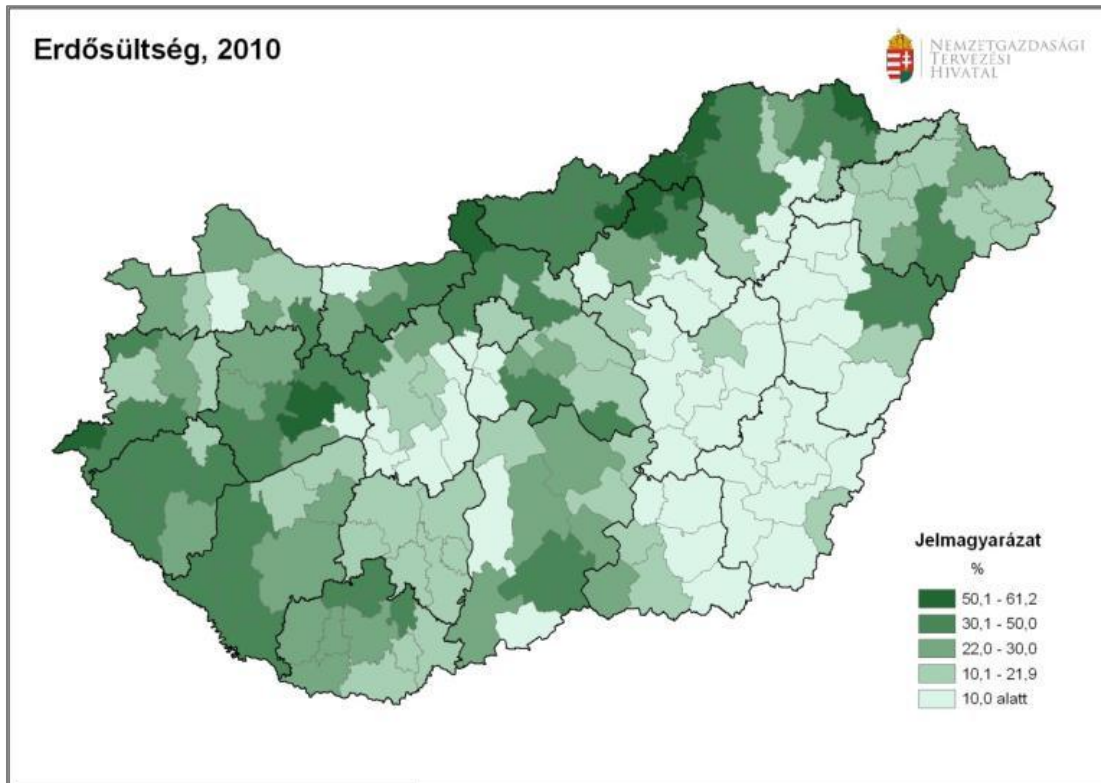 Erdősültség, 2010
NEMZETGAZDASÁGI
TERVEZÉSI
HIVATAL
Jelmagyarázat
%
50,1 - 61,2
30,1 - 50,0
22,0 - 30,0
10,1 - 21,9
10,0 alatt